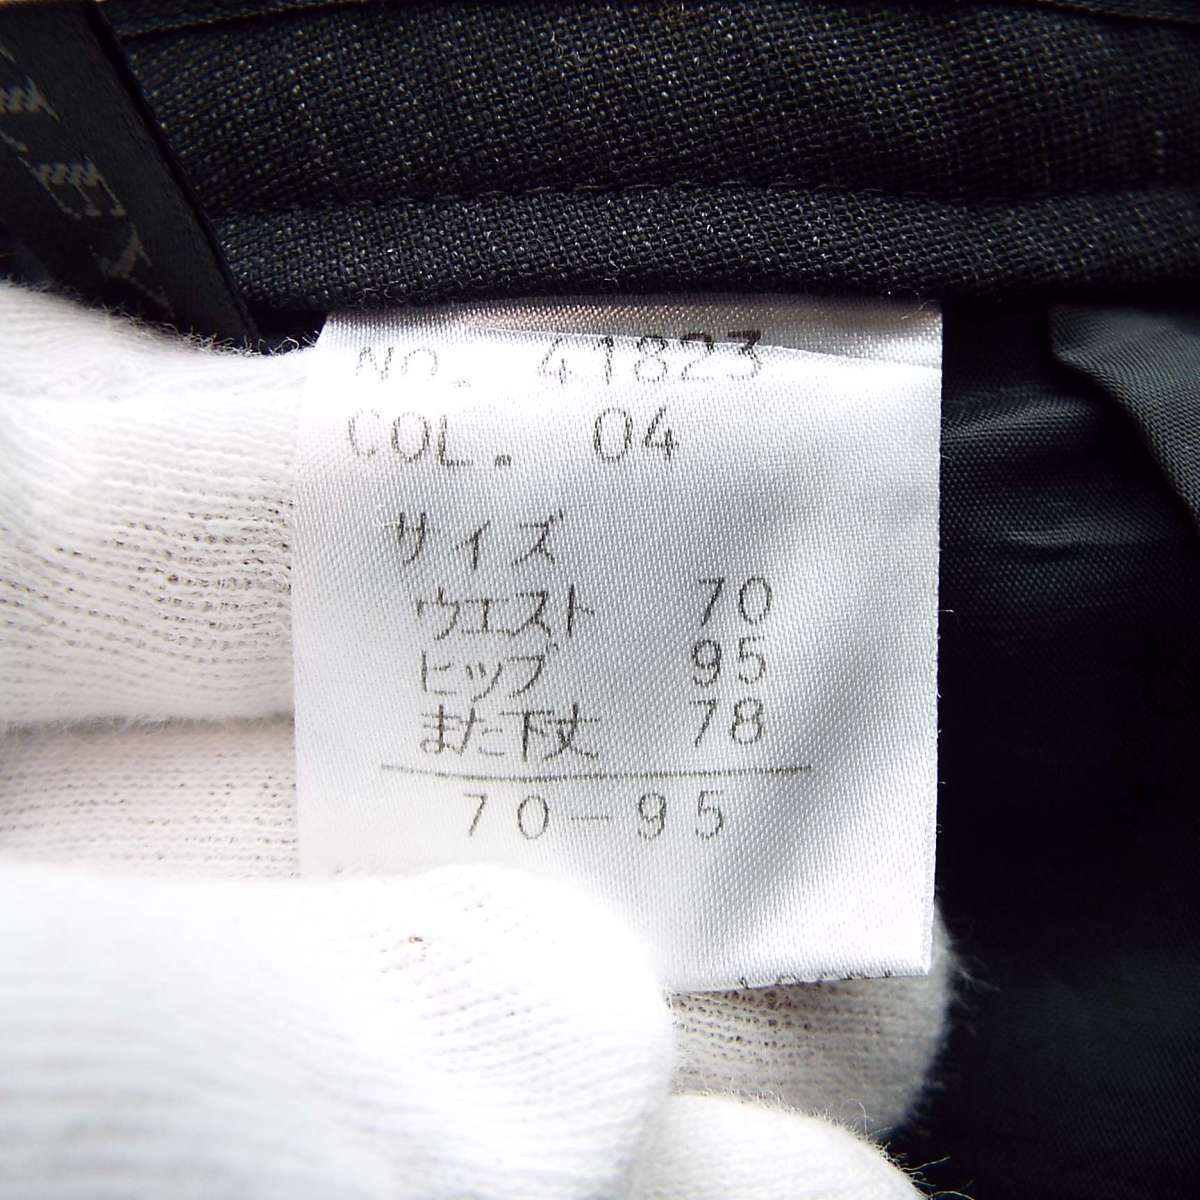 NO. 41823
COL. 04
サイズ
ウエスト 70
ヒップ 95
また下丈 78
70-95